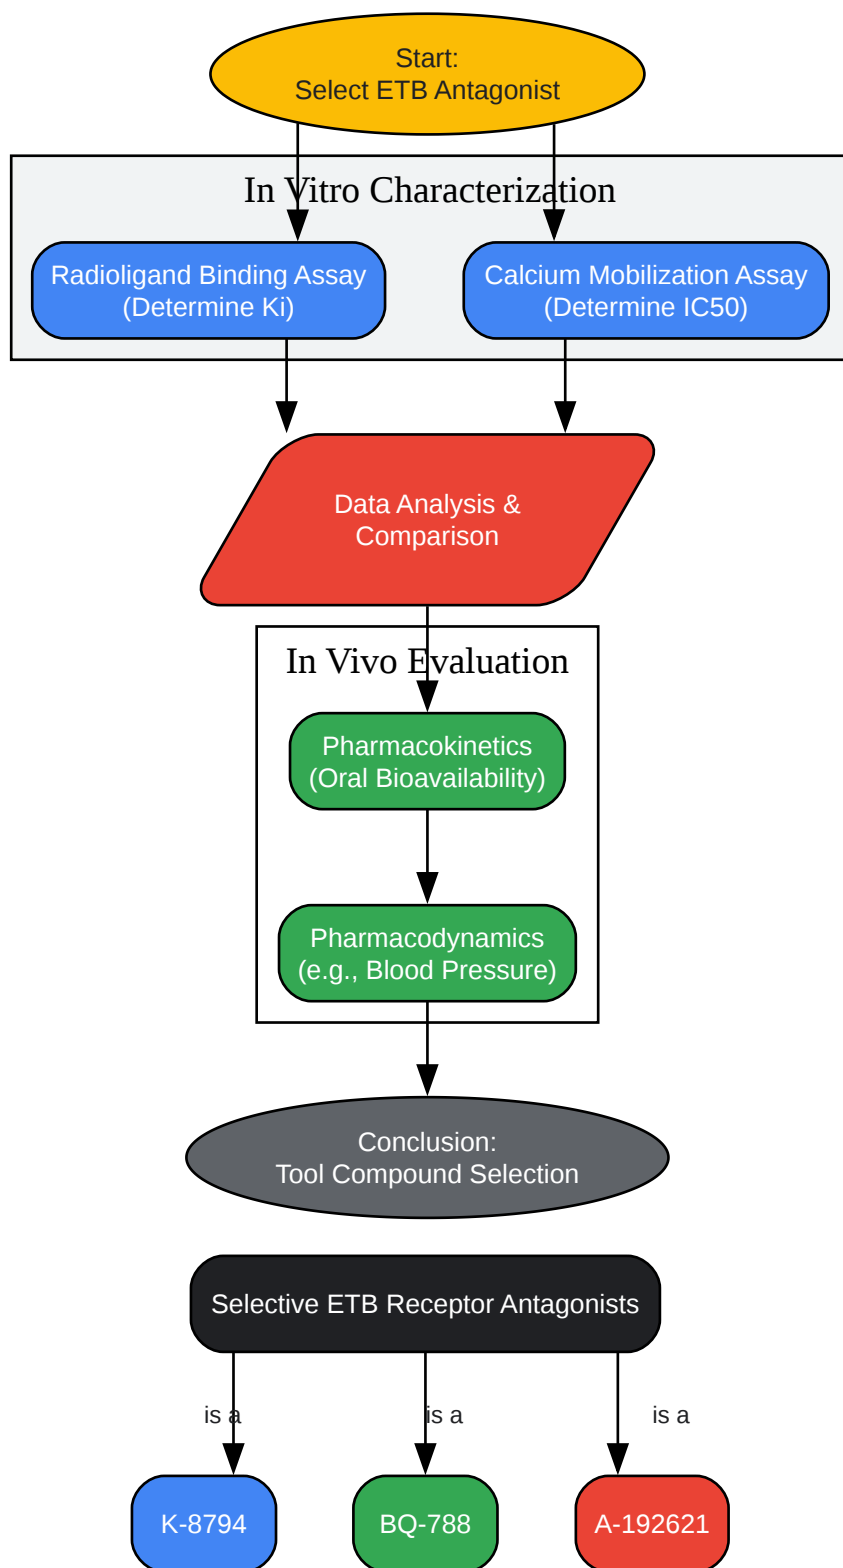 Start:
Select ETB Antagonist
In Vitro Characterization
Radioligand Binding Assay
(Determine Ki)
Calcium Mobilization Assay
(Determine IC50)
Data Analysis &
Comparison
In Vivo Evaluation
Pharmacokinetics
(Oral Bioavailability)
Pharmacodynamics
(e.g., Blood Pressure)
Conclusion:
Tool Compound Selection
Selective ETB Receptor Antagonists
is a
is a
is a
K-8794
BQ-788
A-192621